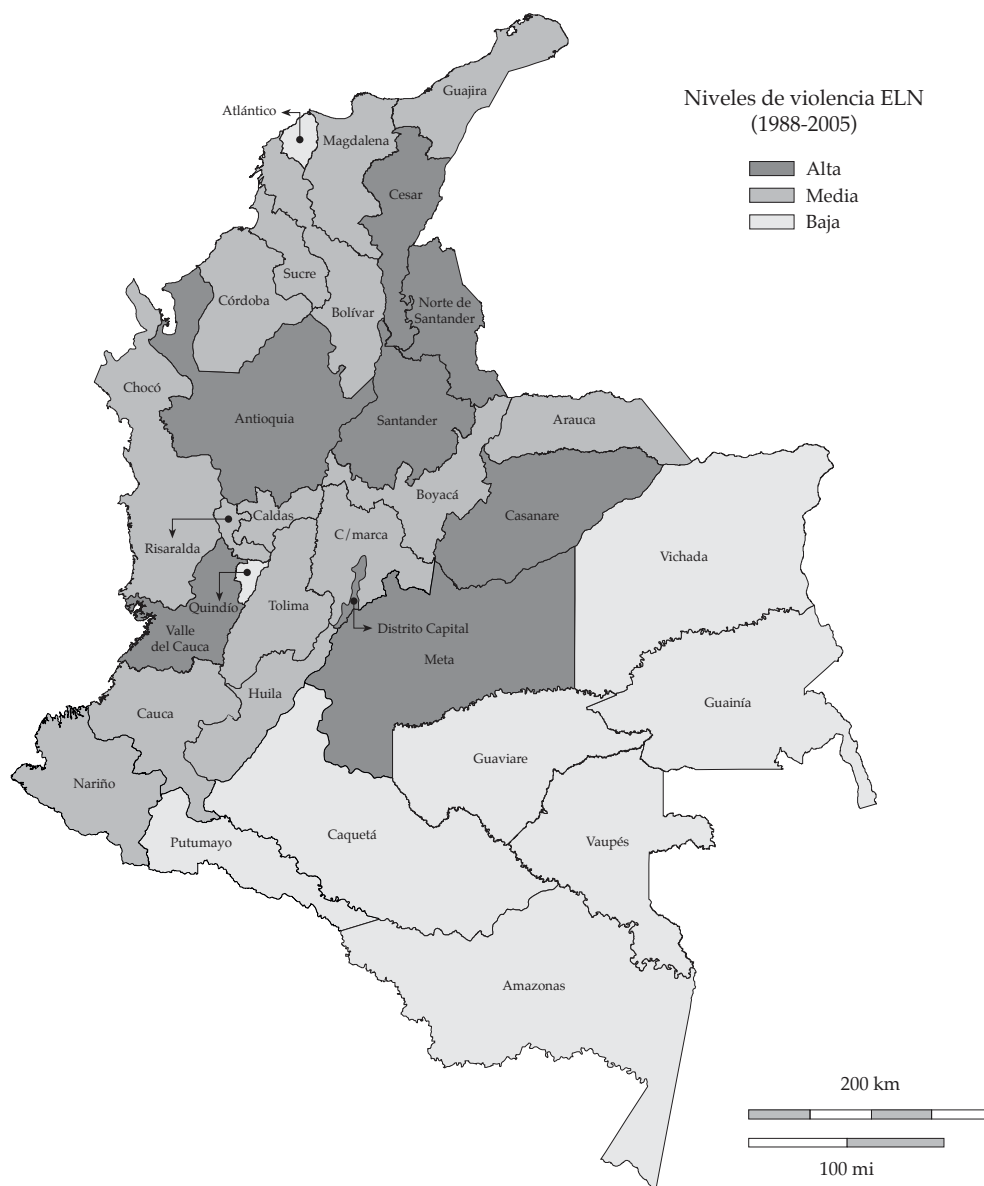 Niveles de violencia ELN
(1988-2005)
Alta
Media
Baja
Guajira
Atlántico
Magdalena
Cesar
Sucre
Córdoba
Bolívar
Norte de
Santander
Chocó
Antioquia
Santander
Arauca
Boyacá
Caldas
Casanare
C/marca
Risaralda
Vichada
Quindío
Tolima
Distrito Capital
Valle
del Cauca
Meta
Huila
Cauca
Guainía
Guaviare
Nariño
Caquetá
Putumayo
Vaupés
Amazonas
200 km
100 mi